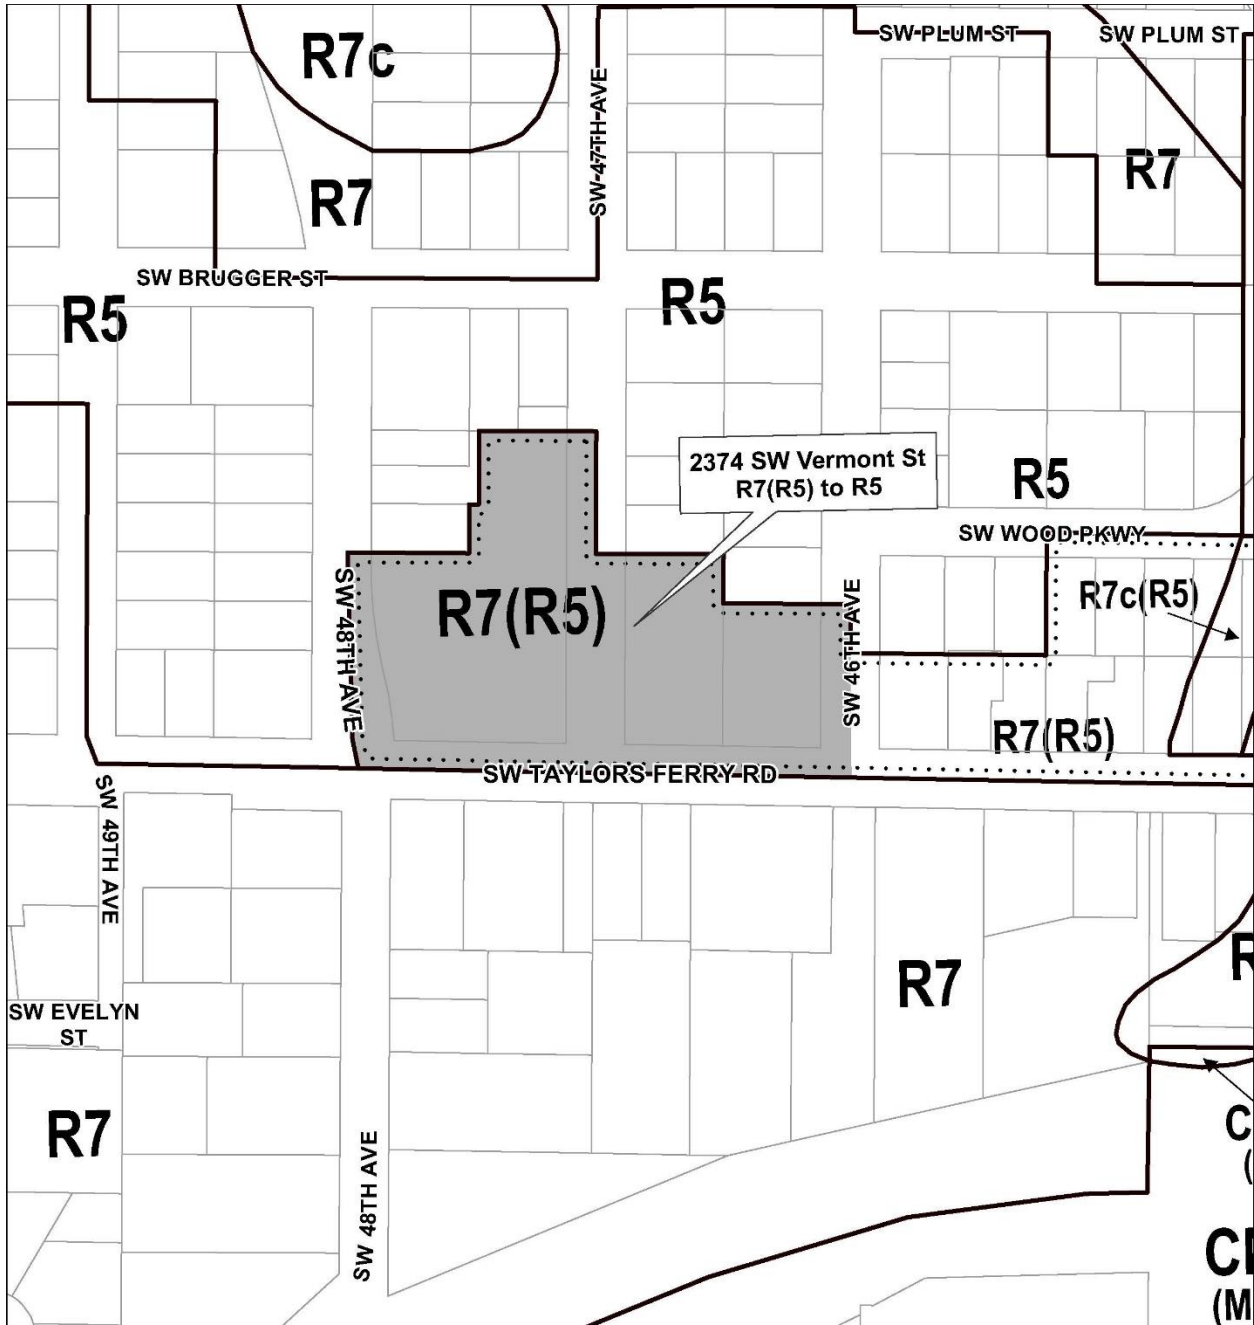 SW PLUM ST
SW PLUM ST
R7c
SW 47TH AVE
R7
R7
SW BRUGGER ST
R5
R5
2374 SW Vermont St
R7(R5) to R5
R5
SW WOOD PKWY
SW 48TH AVE
R7(R5)
SW 46TH AVE
R7c(R5)
R7(R5)
SW TAYLORS FERRY RD
SW 49TH AVE
R7
SW EVELYN
ST
R7
SW 48TH AVE